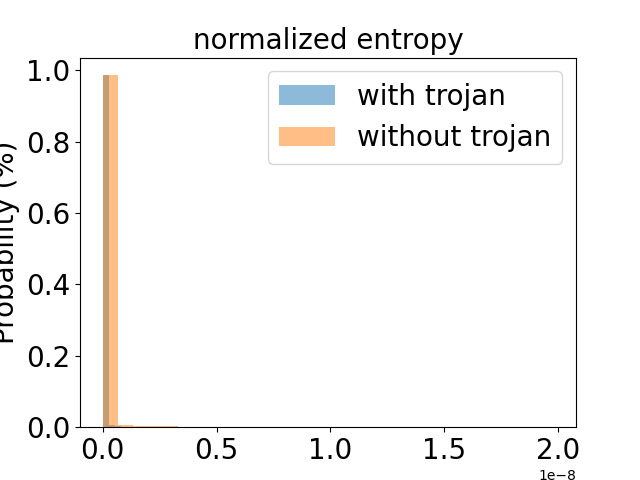 normalized entropy
with trojan
without trojan
Probability (%)
1.0
0.8
0.6
0.4
0.2
0.0
0.0 0.5 1.0 1.5 2.0
1e−8